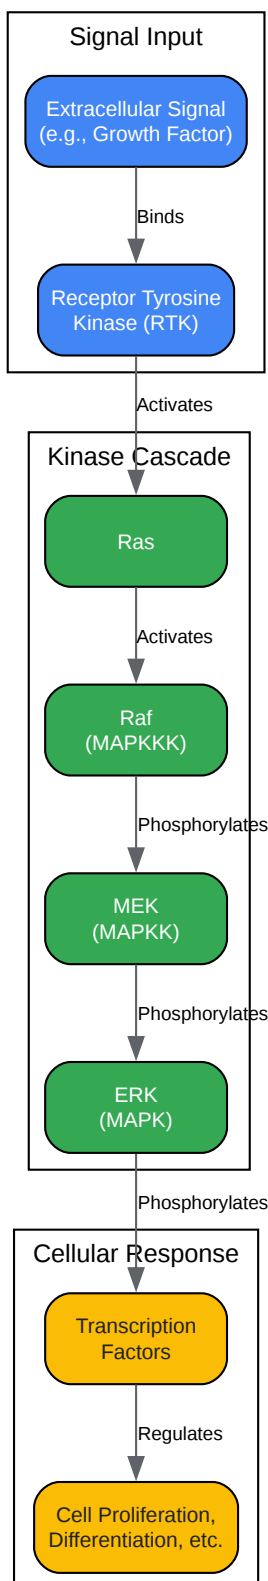 Signal Input
Extracellular Signal
(e.g., Growth Factor)
Binds
Receptor Tyrosine
Kinase (RTK)
Activates
Kinase Cascade
Ras
Activates
Raf
(MAPKKK)
Phosphorylates
MEK
(MAPKK)
Phosphorylates
ERK
(MAPK)
Phosphorylates
Cellular Response
Transcription
Factors
Regulates
Cell Proliferation,
Differentiation, etc.